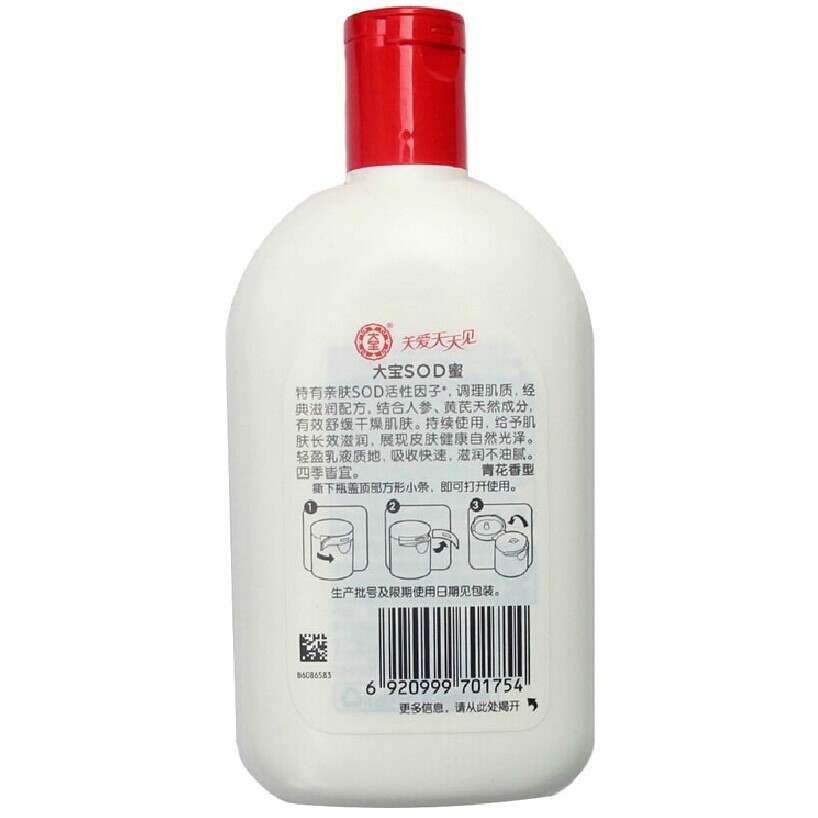 大宝 ® 关爱天天见
大宝SOD蜜
特有亲肤SOD活性因子*，调理肌质，经
典滋润配方，结合人参、黄芪天然成分，
有效舒缓干燥肌肤。持续使用，给予肌
肤长效滋润，展现皮肤健康自然光泽。
轻盈乳液质地，吸收快速，滋润不油腻。
四季皆宜。 青花香型
撕下瓶盖顶部方形小条，即可打开使用。
1 2 3
生产批号及限期使用日期见包装。
B60B65B3
6 920999 701754
更多信息，请从此处揭开